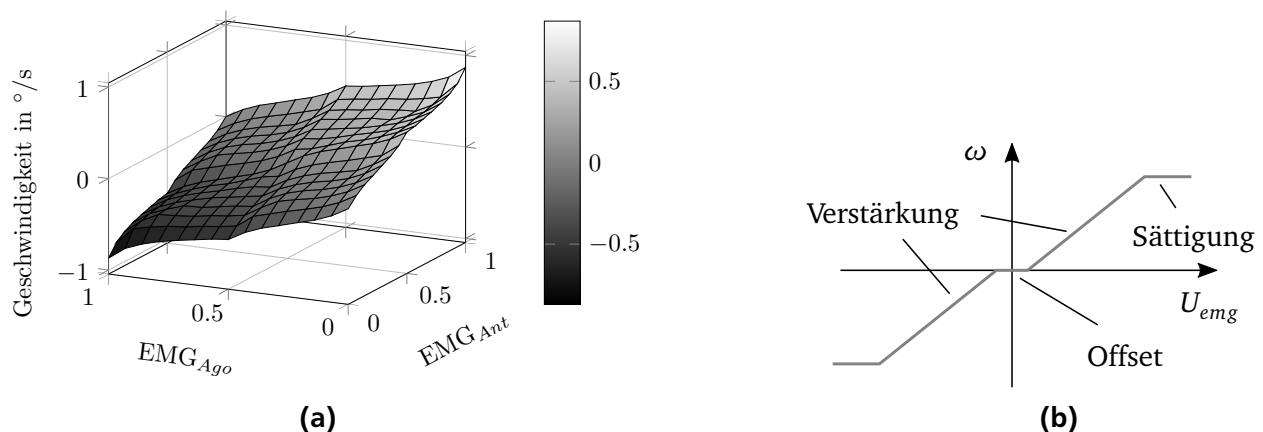 Geschwindigkeit in °/s
1
0
−1
1
0.5
0
EMG_Ago
0
0.5
1
EMG_Ant
0.5
0
−0.5
(a)
ω
Verstärkung
Sättigung
U_emg
Offset
(b)